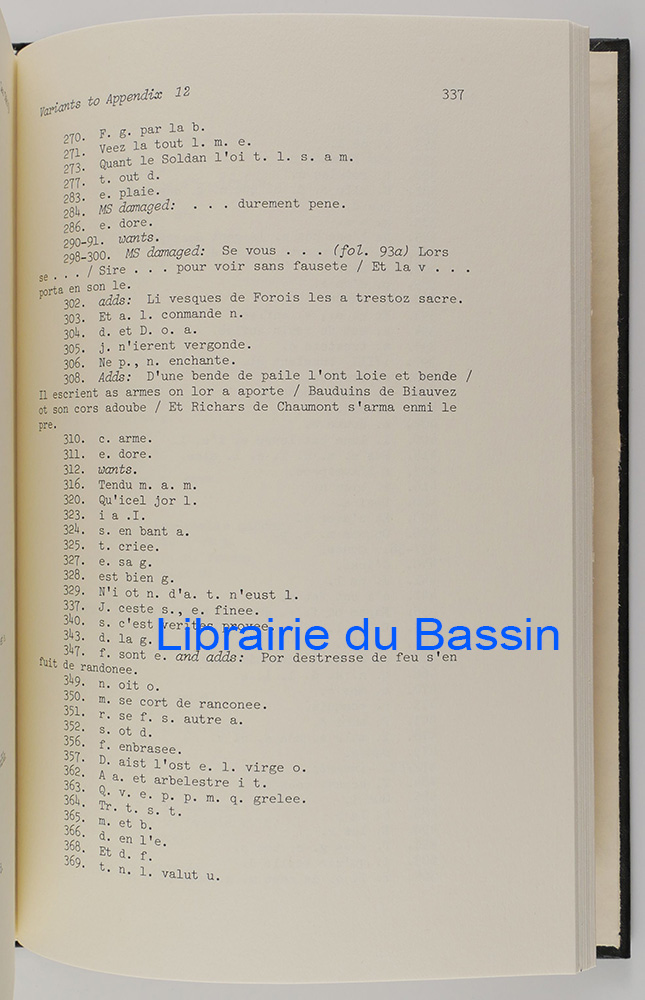 Variants to Appendix 12 337
270. F. g. par la b.
271. Veez la tout l. m. e.
273. Quant le Soldan l'oi t. l. s. a m.
277. t. out d.
283. e. plaie.
284. MS damaged: . . . durement pene.
286. e. dore.
290-91. wants.
298-300. MS damaged: Se vous . . . (fol. 93a) Lors
se . . . / Sire . . . pour voir sans fausete / Et la v . . .
porta en son le.
302. adds: Li vesques de Forois les a trestoz sacre.
303. Et a. l. conmande n.
304. d. et D. o. a.
305. j. n'ierent vergonde.
306. Ne p., n. enchante.
308. Adds: D'une bende de paile l'ont loie et bende /
Il escrient as armes on lor a aporte / Bauduins de Biauvez
ot son cors adoube / Et Richars de Chaumont s'arma enmi le
pre.
310. c. arme.
311. e. dore.
312. wants.
316. Tendu m. a. m.
320. Qu'icel jor l.
323. i a .I.
324. s. en bant a.
325. t. criee.
327. e. sa g.
328. est bien g.
329. N'i ot n. d'a. t. n'eust l.
337. J. ceste s., e. finee.
340. s. c'est verites provee.
343. d. la g.
Librairie du Bassin
347. f. sont e. and adds: Por destresse de feu s'en
fuit de randonee.
349. n. oit o.
350. m. se cort de ranconee.
351. r. se f. s. autre a.
352. s. ot d.
356. f. enbrasee.
357. D. aist l'ost e. l. virge o.
362. A a. et arbelestre i t.
363. Q. v. e. p. p. m. q. grelee.
364. Tr. t. s. t.
365. m. et b.
366. d. en l'e.
368. Et d. f.
369. t. n. l. valut u.